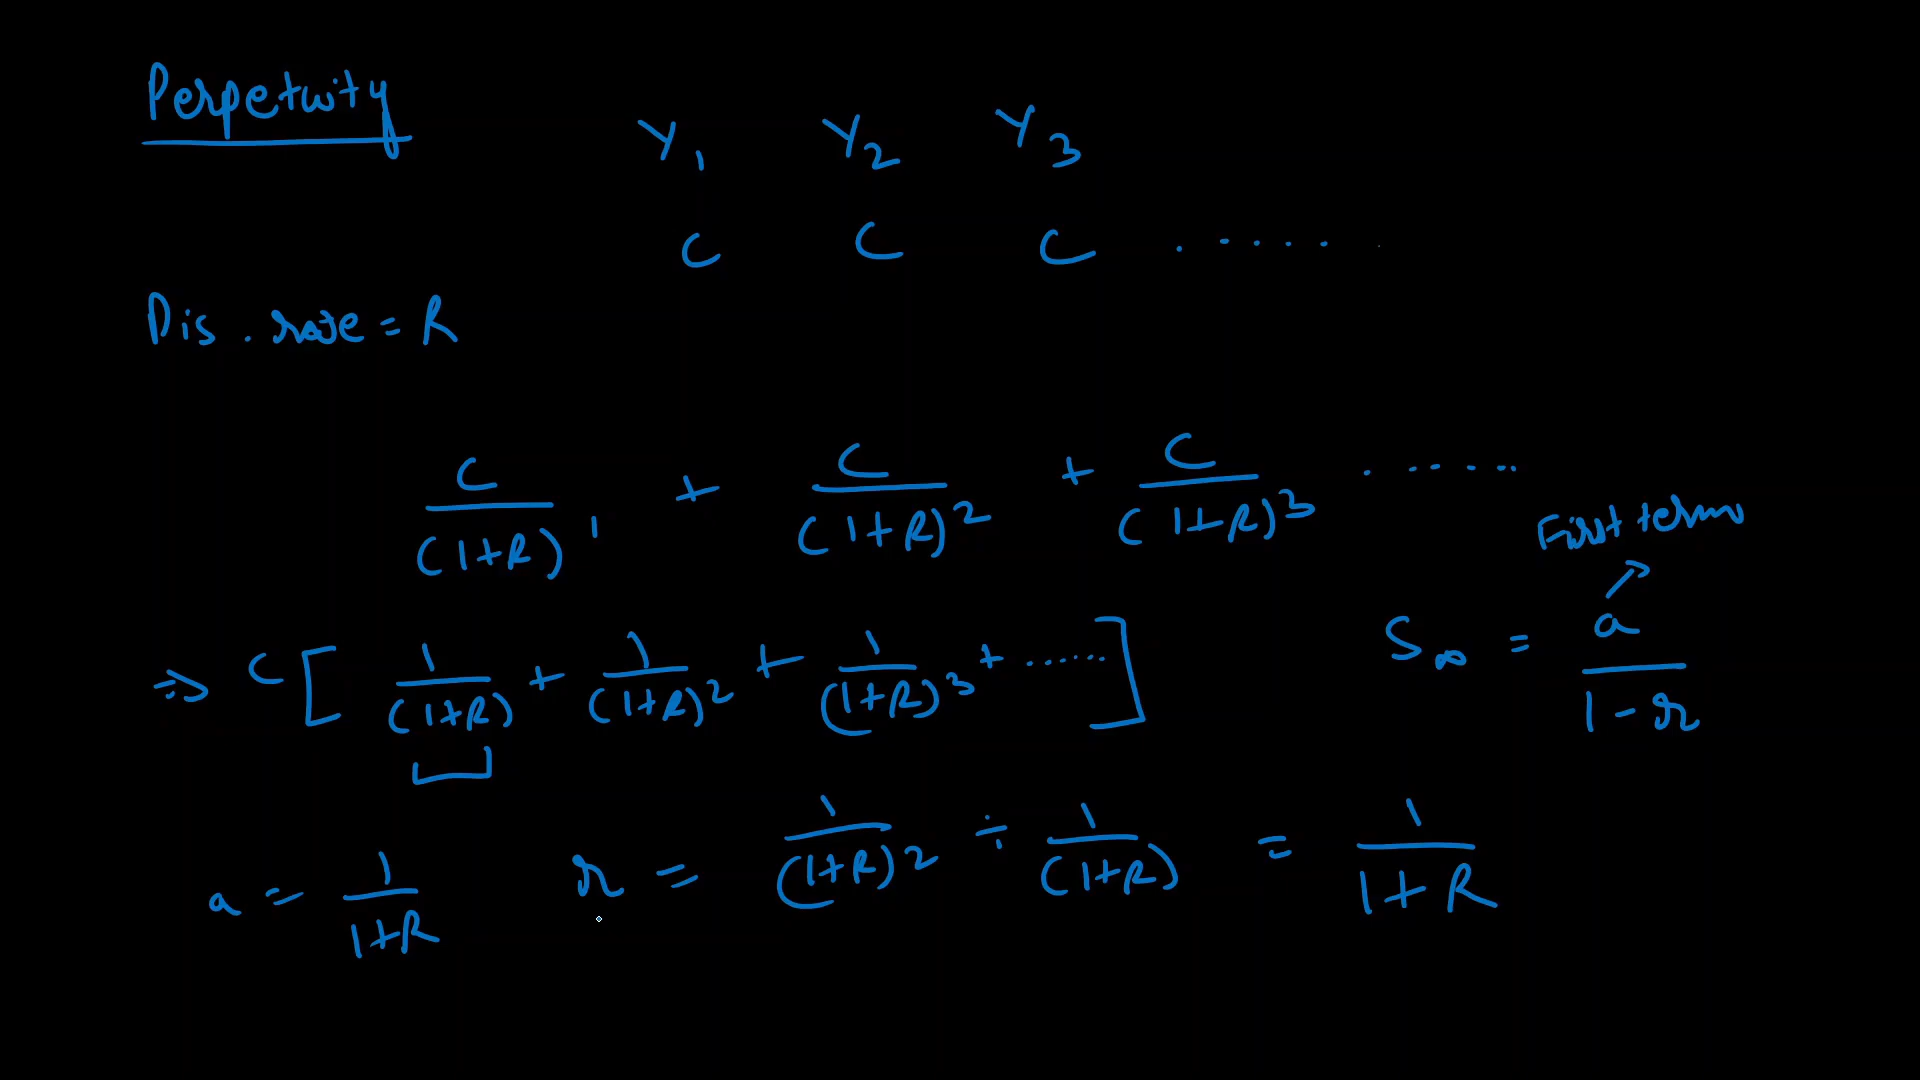 Perpetuity
Y₁ Y₂ Y₃
C C C . . . . . .
Dis. rate = R
C/(1+R)¹ + C/(1+R)² + C/(1+R)³ . . . . . .
First term
⇒ C [ 1/(1+R) + 1/(1+R)² + 1/(1+R)³ + ...... ] S∞ = a/(1-r)
a = 1/(1+R) r = 1/(1+R)² ÷ 1/(1+R) = 1/(1+R)